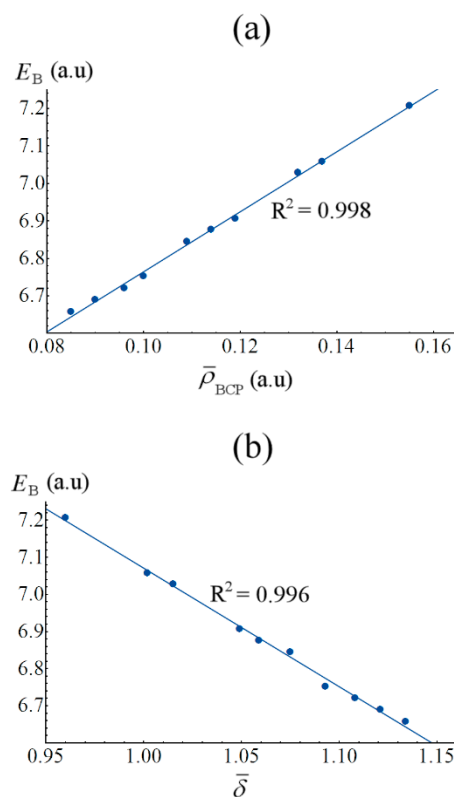 (a)
E_B (a.u)
7.2
7.1
7.0
6.9
6.8
6.7
R² = 0.998
0.08 0.10 0.12 0.14 0.16
ρ̄_BCP (a.u)
(b)
E_B (a.u)
7.2
7.1
7.0
6.9
6.8
6.7
R² = 0.996
0.95 1.00 1.05 1.10 1.15
δ̄